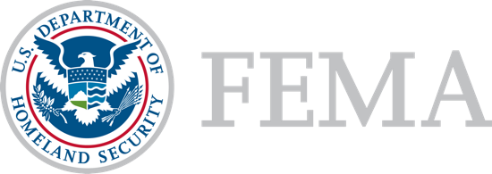 U.S. DEPARTMENT OF
HOMELAND SECURITY
FEMA